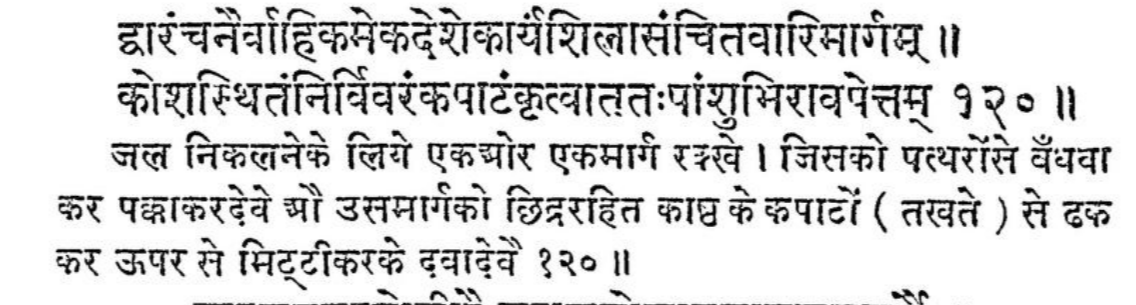 द्वारंचनैर्वाहिकमेकदेशेकार्यंशिलासंचितवारिमार्गम् ॥
कोशस्थितंनिर्विवरंकपाटंकृत्वाततःपांशुभिरावपेत्तम् १२० ॥
जल निकलनेके लिये एकओर एकमार्ग रक्खे । जिसको पत्थरोंसे बँधवा
कर पक्काकरदेवे औ उसमार्गको छिद्ररहित काष्ठ के कपाटों ( तखते ) से ढक
कर ऊपर से मिट्टीकरके दवादेवै १२० ॥